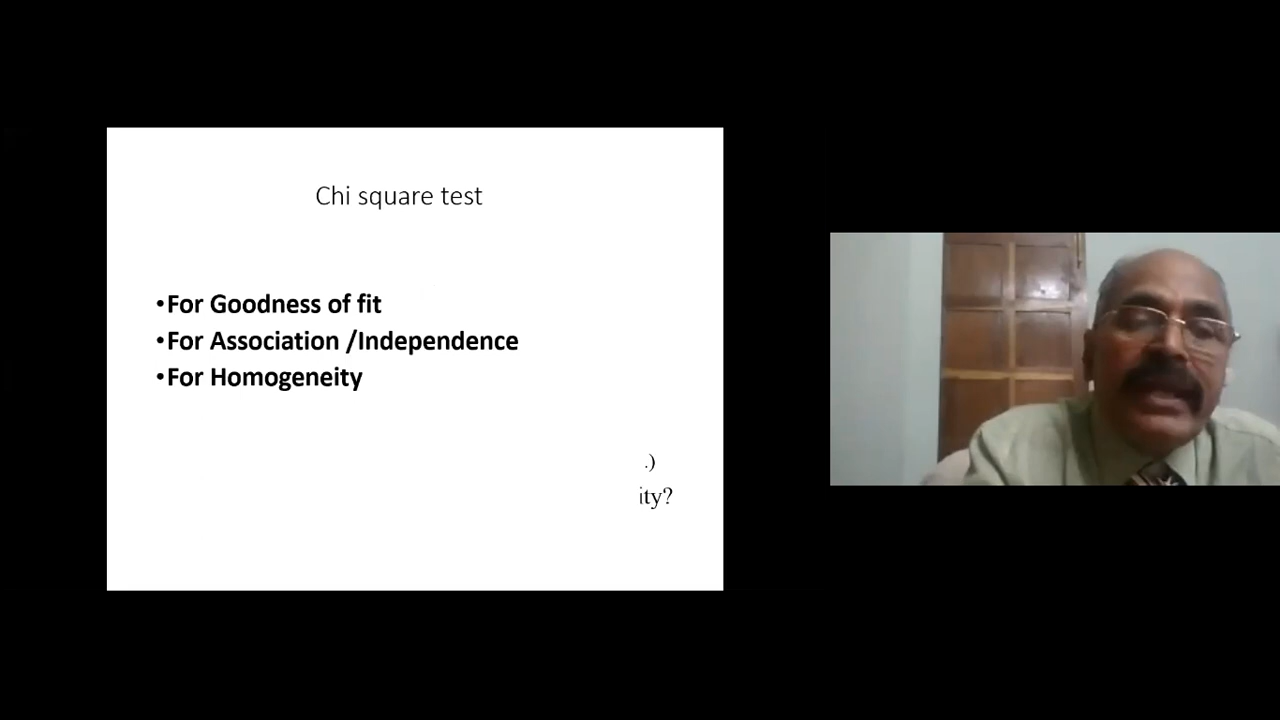 Chi square test
•For Goodness of fit
•For Association /Independence
•For Homogeneity
.)
ity?